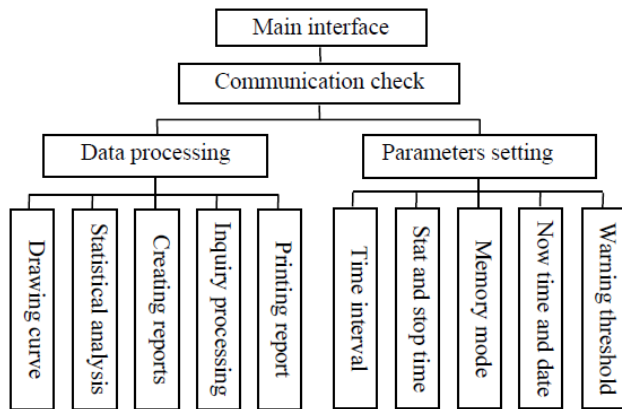 Main interface
Communication check
Data processing
Parameters setting
Drawing curve
Statistical analysis
Creating reports
Inquiry processing
Printing report
Time interval
Stat and stop time
Memory mode
Now time and date
Warning threshold